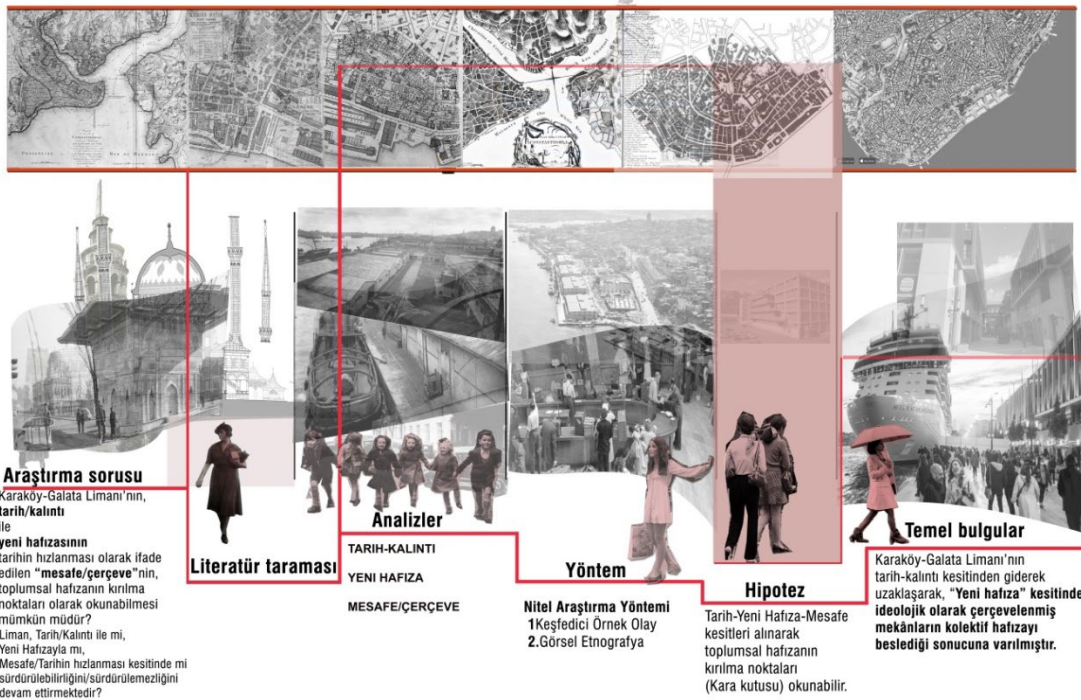 Araştırma sorusu
Karaköy-Galata Limanı'nın,
tarih/kalıntı
ile
yeni hafızasının
tarihin hızlanması olarak ifade
edilen "mesafe/çerçeve"nin,
toplumsal hafızanın kırılma
noktaları olarak okunabilmesi
mümkün müdür?
Liman, Tarih/Kalıntı ile mi,
Yeni Hafızayla mı,
Mesafe/Tarihin hızlanması kesitinde mi
sürdürülebilirliğini/sürdürülemezliğini
devam ettirmektedir?
Literatür taraması
Analizler
TARIH-KALINTI
YENI HAFIZA
MESAFE/ÇERÇEVE
Yöntem
Nitel Araştırma Yöntemi
1Keşfedici Örnek Olay
2.Görsel Etnografya
Hipotez
Tarih-Yeni Hafıza-Mesafe
kesitleri alınarak
toplumsal hafızanın
kırılma noktaları
(Kara kutusu) okunabilir.
Temel bulgular
Karaköy-Galata Limanı'nın
tarih-kalıntı kesitinden giderek
uzaklaşarak, "Yeni hafıza" kesitinde
ideolojik olarak çerçevelenmiş
mekânların kolektif hafızayı
beslediği sonucuna varılmıştır.